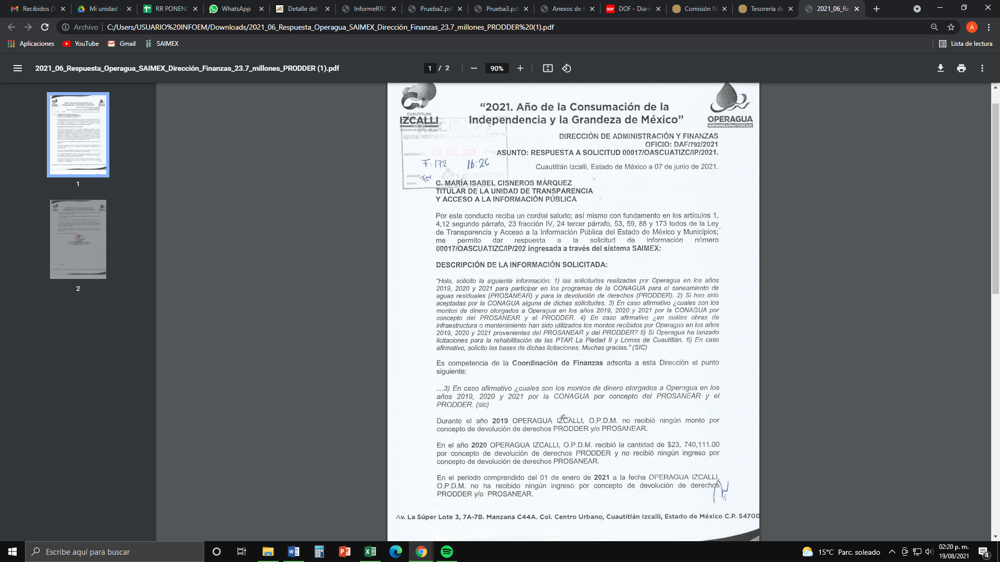 Recibidos (1
Mi unidad -
RR PONENC
WhatsApp
Detalle del S
InformeRR0
Prueba2.pdf
Prueba3.pdf
Anexos de P
DOF - Diario
Comisión N
Tesorería de
2021_06_Re
Archivo
C:/Users/USUARIO%20INFOEM/Downloads/2021_06_Respuesta_Operagua_SAIMEX_Dirección_Finanzas_23.7_millones_PRODDER%20(1).pdf
A
Aplicaciones
YouTube
Gmail
SAIMEX
Lista de lectura
2021_06_Respuesta_Operagua_SAIMEX_Dirección_Finanzas_23.7_millones_PRODDER (1).pdf
1 / 2
90%
1
2
CUAUTITLÁN
IZCALLI
"2021. Año de la Consumación de la
Independencia y la Grandeza de México"
OPERAGUA
DIRECCIÓN DE ADMINISTRACIÓN Y FINANZAS
OFICIO: DAF/792/2021
ASUNTO: RESPUESTA A SOLICITUD 00017/OASCUATIZC/IP/2021.
08 JUN. 2021
F: 172 16:26
NOMBRE:
HORA:
Fer
Cuautitlán Izcalli, Estado de México a 07 de junio de 2021.
C. MARÍA ISABEL CISNEROS MÁRQUEZ
TITULAR DE LA UNIDAD DE TRANSPARENCIA
Y ACCESO A LA INFORMACIÓN PÚBLICA
Por este conducto reciba un cordial saludo; así mismo con fundamento en los artículos 1,
4,12 segundo párrafo, 23 fracción IV, 24 tercer párrafo, 53, 59, 88 y 173 todos de la Ley
de Transparencia y Acceso a la Información Pública del Estado de México y Municipios;
me permito dar respuesta a la solicitud de información número
00017/OASCUATIZC/IP/202 ingresada a través del sistema SAIMEX:
DESCRIPCIÓN DE LA INFORMACIÓN SOLICITADA:
"Hola, solicito la siguiente información: 1) las solicitudes realizadas por Operagua en los años
2019, 2020 y 2021 para participar en los programas de la CONAGUA para el saneamiento de
aguas residuales (PROSANEAR) y para la devolución de derechos (PRODDER). 2) Si han sido
aceptadas por la CONAGUA alguna de dichas solicitudes. 3) En caso afirmativo ¿cuales son los
montos de dinero otorgados a Operagua en los años 2019, 2020 y 2021 por la CONAGUA por
concepto del PROSANEAR y el PRODDER. 4) En caso afirmativo ¿en cuáles obras de
infraestructura o mantenimiento han sido utilizados los montos recibidos por Operagua en los años
2019, 2020 y 2021 provenientes del PROSANEAR y del PRODDER? 5) Si Operagua ha lanzado
licitaciones para la rehabilitación de las PTAR La Piedad II y Lomas de Cuautitlán. 6) En caso
afirmativo, solicito las bases de dichas licitaciones. Muchas gracias." (SIC)
Es competencia de la Coordinación de Finanzas adscrita a esta Dirección el punto
siguiente:
…3) En caso afirmativo ¿cuales son los montos de dinero otorgados a Operagua en los
años 2019, 2020 y 2021 por la CONAGUA por concepto del PROSANEAR y el
PRODDER. (sic)
Durante el año 2019 OPERAGUA IZCALLI, O.P.D.M. no recibió ningún monto por
concepto de devolución de derechos PRODDER y/o PROSANEAR.
En el año 2020 OPERAGUA IZCALLI, O.P.D.M. recibió la cantidad de $23, 740,111.00
por concepto de devolución de derechos PRODDER y no recibió ningún ingreso por
concepto de devolución de derechos PROSANEAR.
En el periodo comprendido del 01 de enero de 2021 a la fecha OPERAGUA IZCALLI,
O.P.D.M. no ha recibido ningún ingreso por concepto de devolución de derechos
PRODDER y/o PROSANEAR.
Av. La Súper Lote 3, 7A-7B. Manzana C44A. Col. Centro Urbano, Cuautitlán Izcalli, Estado de México C.P. 54700
Escribe aquí para buscar
15°C Parc. soleado
02:20 p. m.
19/08/2021
4